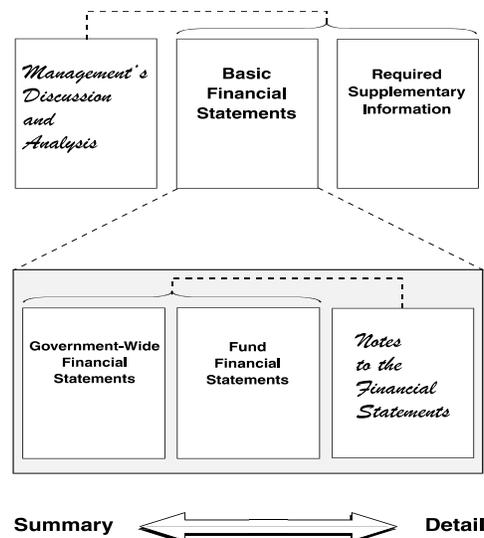 Management's
Discussion
and
Analysis
Basic
Financial
Statements
Required
Supplementary
Information
Government-Wide
Financial
Statements
Fund
Financial
Statements
Notes
to the
Financial
Statements
Summary
Detail